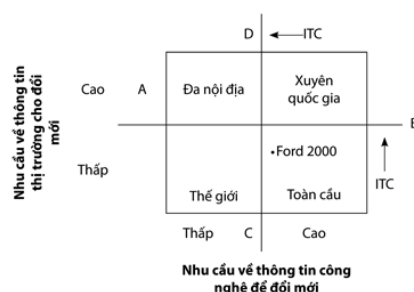 D ITC
Nhu cầu về thông tin
thị trường cho đổi
mới
Cao A Đa nội địa Xuyên
quốc gia
B
•Ford 2000
Thấp
ITC
Thế giới Toàn cầu
Thấp C Cao
Nhu cầu về thông tin công
nghệ để đổi mới